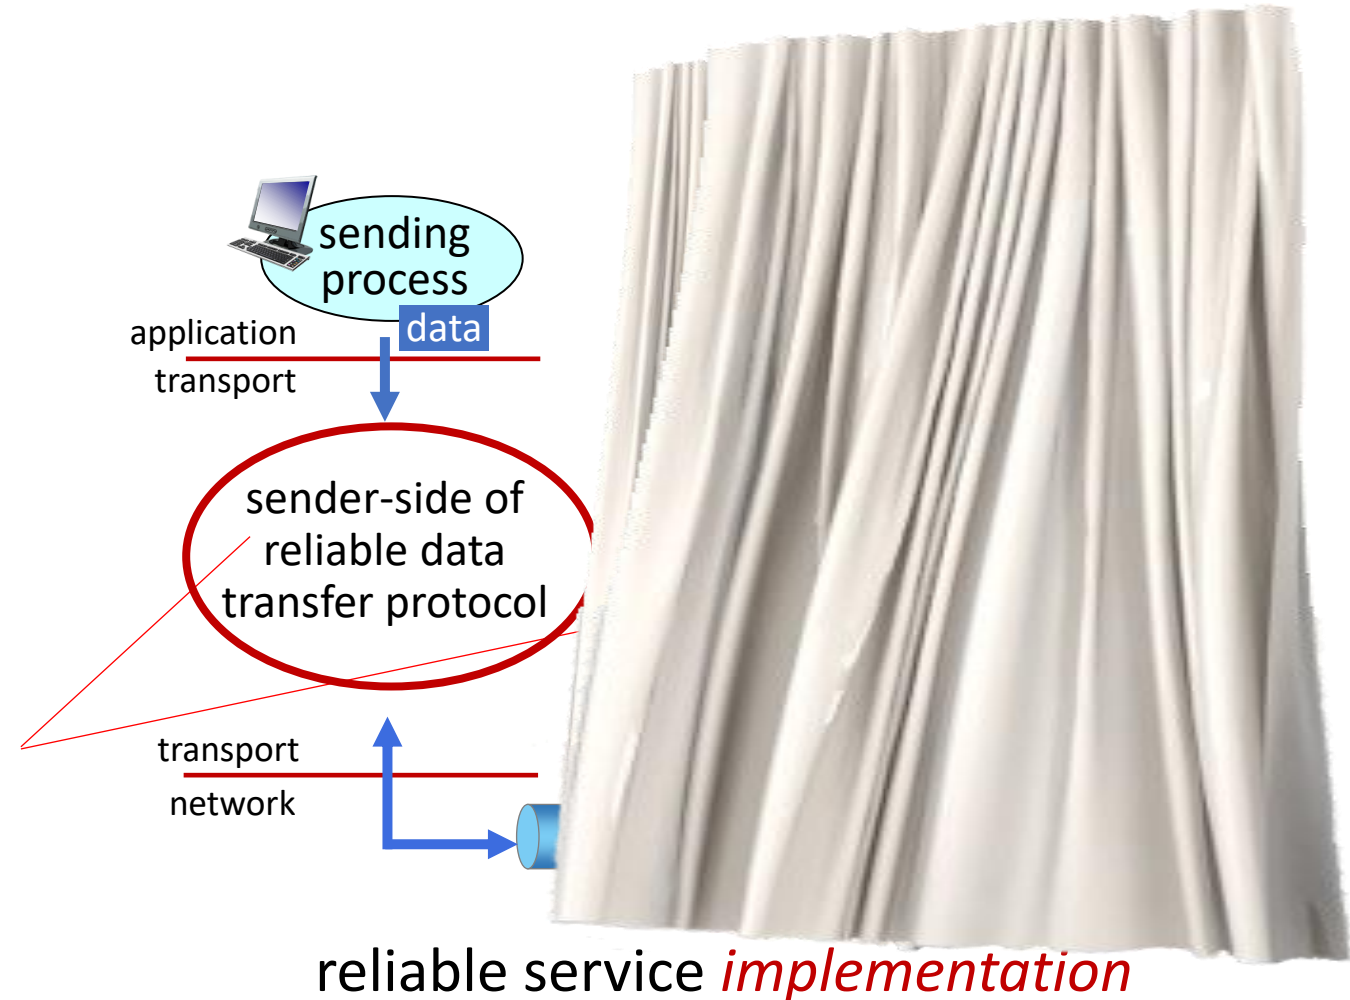 sending
process
data
application
transport
sender-side of
reliable data
transfer protocol
transport
network
reliable service implementation